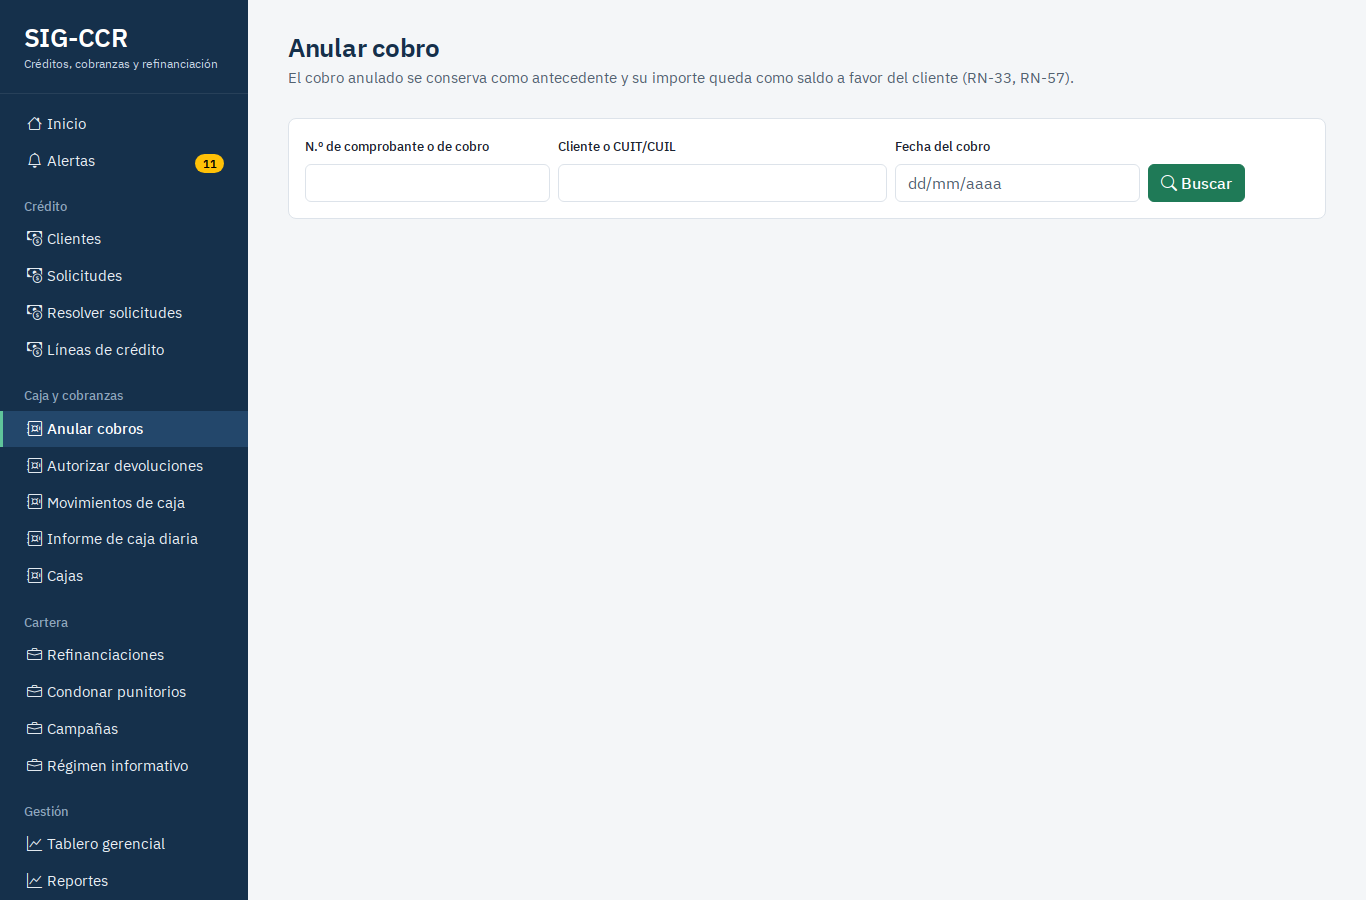 SIG-CCR
Créditos, cobranzas y refinanciación
Inicio
Alertas 11
Crédito
Clientes
Solicitudes
Resolver solicitudes
Líneas de crédito
Caja y cobranzas
Anular cobros
Autorizar devoluciones
Movimientos de caja
Informe de caja diaria
Cajas
Cartera
Refinanciaciones
Condonar punitorios
Campañas
Régimen informativo
Gestión
Tablero gerencial
Reportes
Anular cobro
El cobro anulado se conserva como antecedente y su importe queda como saldo a favor del cliente (RN-33, RN-57).
N.º de comprobante o de cobro
Cliente o CUIT/CUIL
Fecha del cobro
dd/mm/aaaa
Buscar